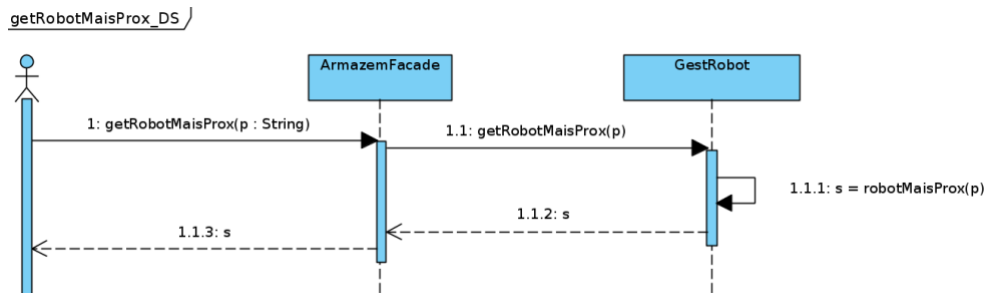 getRobotMaisProx_DS
ArmazemFacade
GestRobot
1: getRobotMaisProx(p : String)
1.1: getRobotMaisProx(p)
1.1.1: s = robotMaisProx(p)
1.1.2: s
1.1.3: s